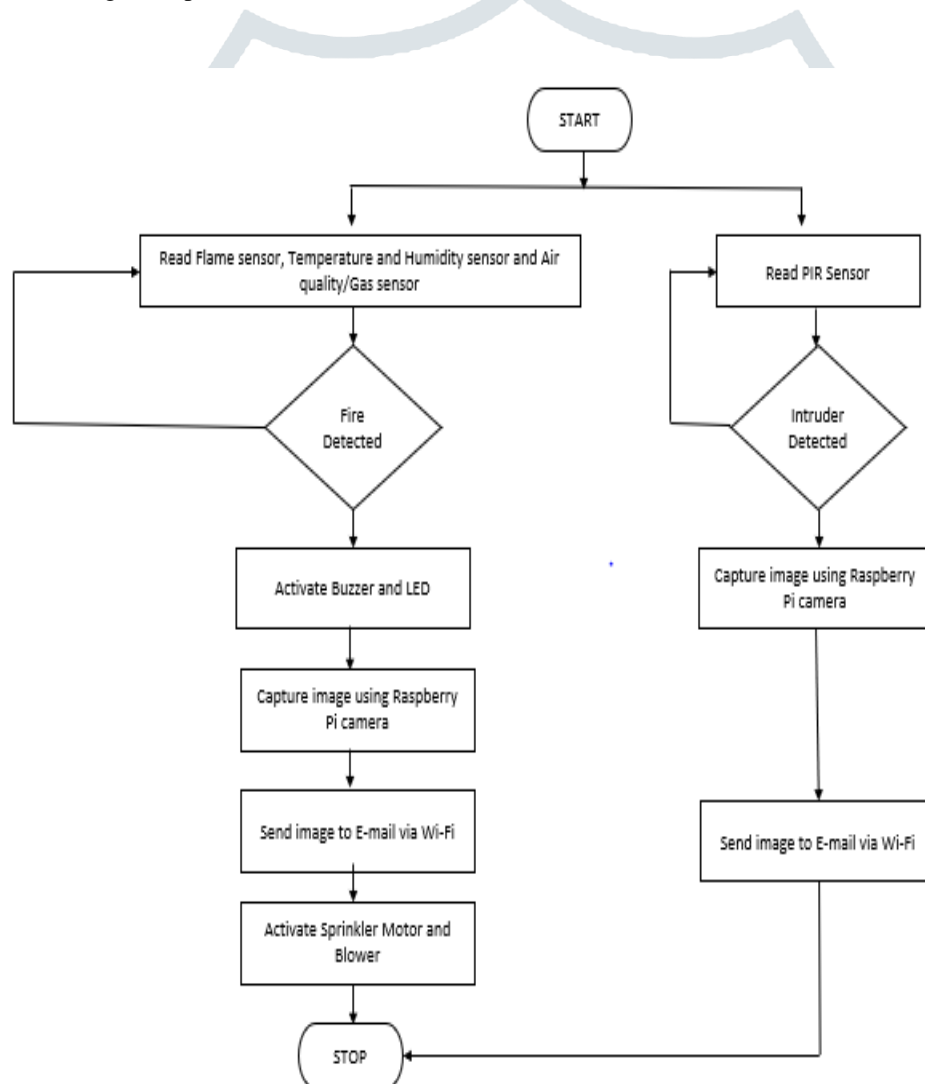 START
Read Flame sensor, Temperature and Humidity sensor and Air
quality/Gas sensor
Read PIR Sensor
Fire
Detected
Intruder
Detected
Activate Buzzer and LED
Capture image using Raspberry
Pi camera
Capture image using Raspberry
Pi camera
Send image to E-mail via Wi-Fi
Send image to E-mail via Wi-Fi
Activate Sprinkler Motor and
Blower
STOP